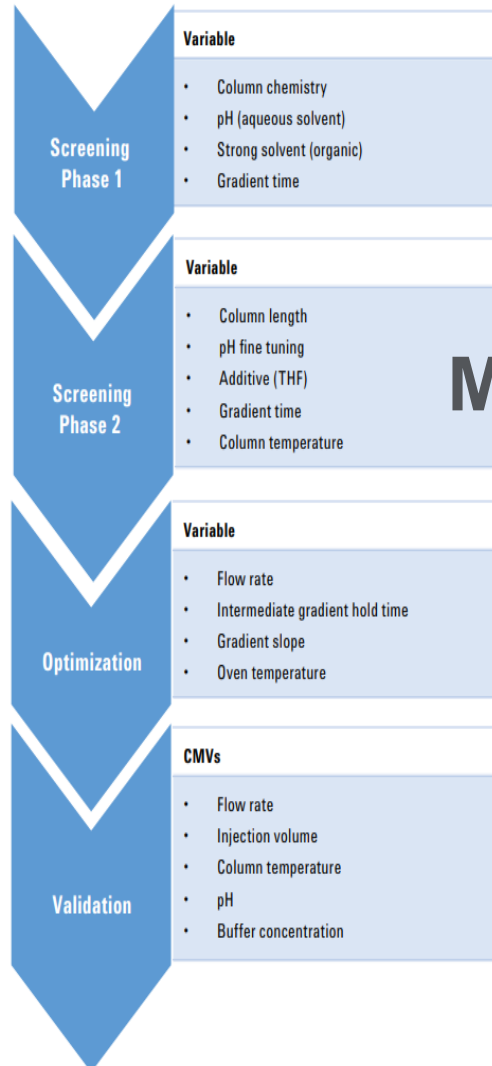 Variable
Screening
Phase 1
• Column chemistry
• pH (aqueous solvent)
• Strong solvent (organic)
• Gradient time
Variable
Screening
Phase 2
• Column length
• pH fine tuning
• Additive (THF)
• Gradient time
• Column temperature
M
Variable
Optimization
• Flow rate
• Intermediate gradient hold time
• Gradient slope
• Oven temperature
CMVs
Validation
• Flow rate
• Injection volume
• Column temperature
• pH
• Buffer concentration